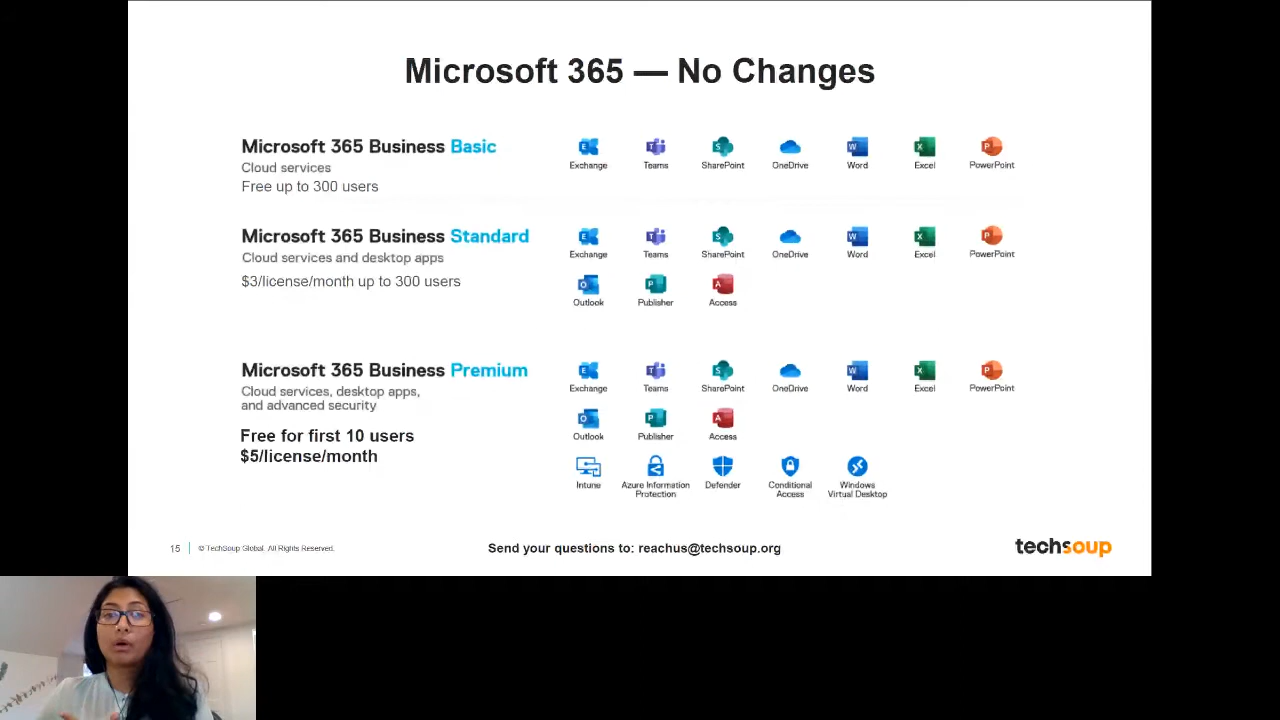 Microsoft 365 — No Changes
Microsoft 365 Business Basic
Cloud services
Free up to 300 users
Exchange Teams SharePoint OneDrive Word Excel PowerPoint
Microsoft 365 Business Standard
Cloud services and desktop apps
$3/license/month up to 300 users
Exchange Teams SharePoint OneDrive Word Excel PowerPoint
Outlook Publisher Access
Microsoft 365 Business Premium
Cloud services, desktop apps,
and advanced security
Free for first 10 users
$5/license/month
Exchange Teams SharePoint OneDrive Word Excel PowerPoint
Outlook Publisher Access
Intune Azure Information Defender Conditional Windows
Protection Access Virtual Desktop
15 © TechSoup Global. All Rights Reserved. Send your questions to: reachus@techsoup.org techsoup